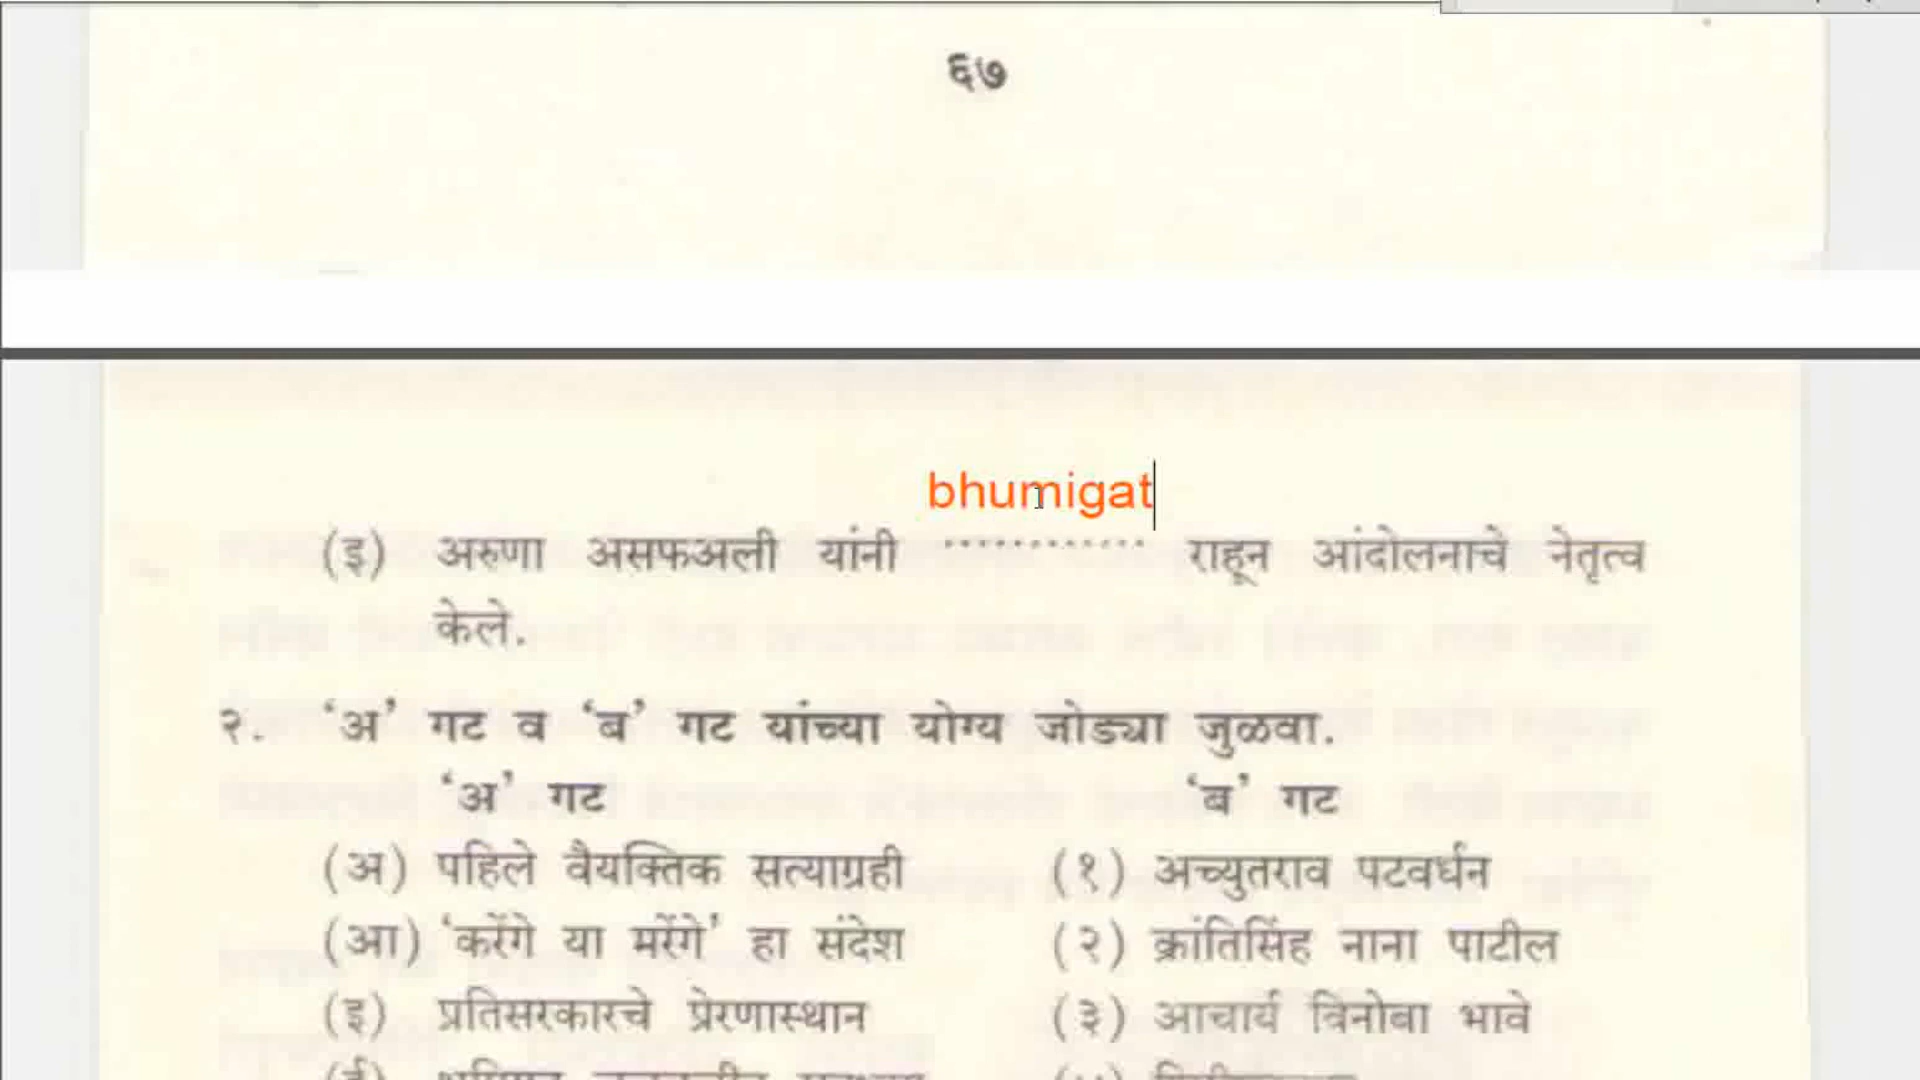 ६७
bhumigat
(इ) अरुणा असफअली यांनी ............ राहून आंदोलनाचे नेतृत्व
केले.
२. ‘अ’ गट व ‘ब’ गट यांच्या योग्य जोड्या जुळवा.
‘अ’ गट ‘ब’ गट
(अ) पहिले वैयक्तिक सत्याग्रही (१) अच्युतराव पटवर्धन
(आ) ‘करेंगे या मरेंगे’ हा संदेश (२) क्रांतिसिंह नाना पाटील
(इ) प्रतिसरकारचे प्रेरणास्थान (३) आचार्य विनोबा भावे